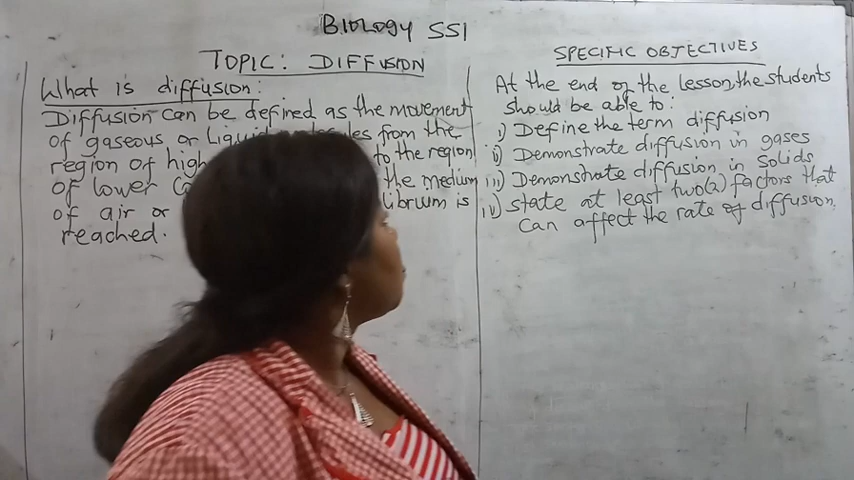 BIOLOGY SS1
TOPIC: DIFFUSION
What is diffusion:
Diffusion can be defined as the movement
of gaseous or liquid from the
region of high to the region
of lower the medium
of air or is
reached.
SPECIFIC OBJECTIVES
At the end of the lesson, the students
should be able to:
i) Define the term diffusion
ii) Demonstrate diffusion in gases
iii) Demonstrate diffusion in solids
iv) state at least two(2) factors that
can affect the rate of diffusion.